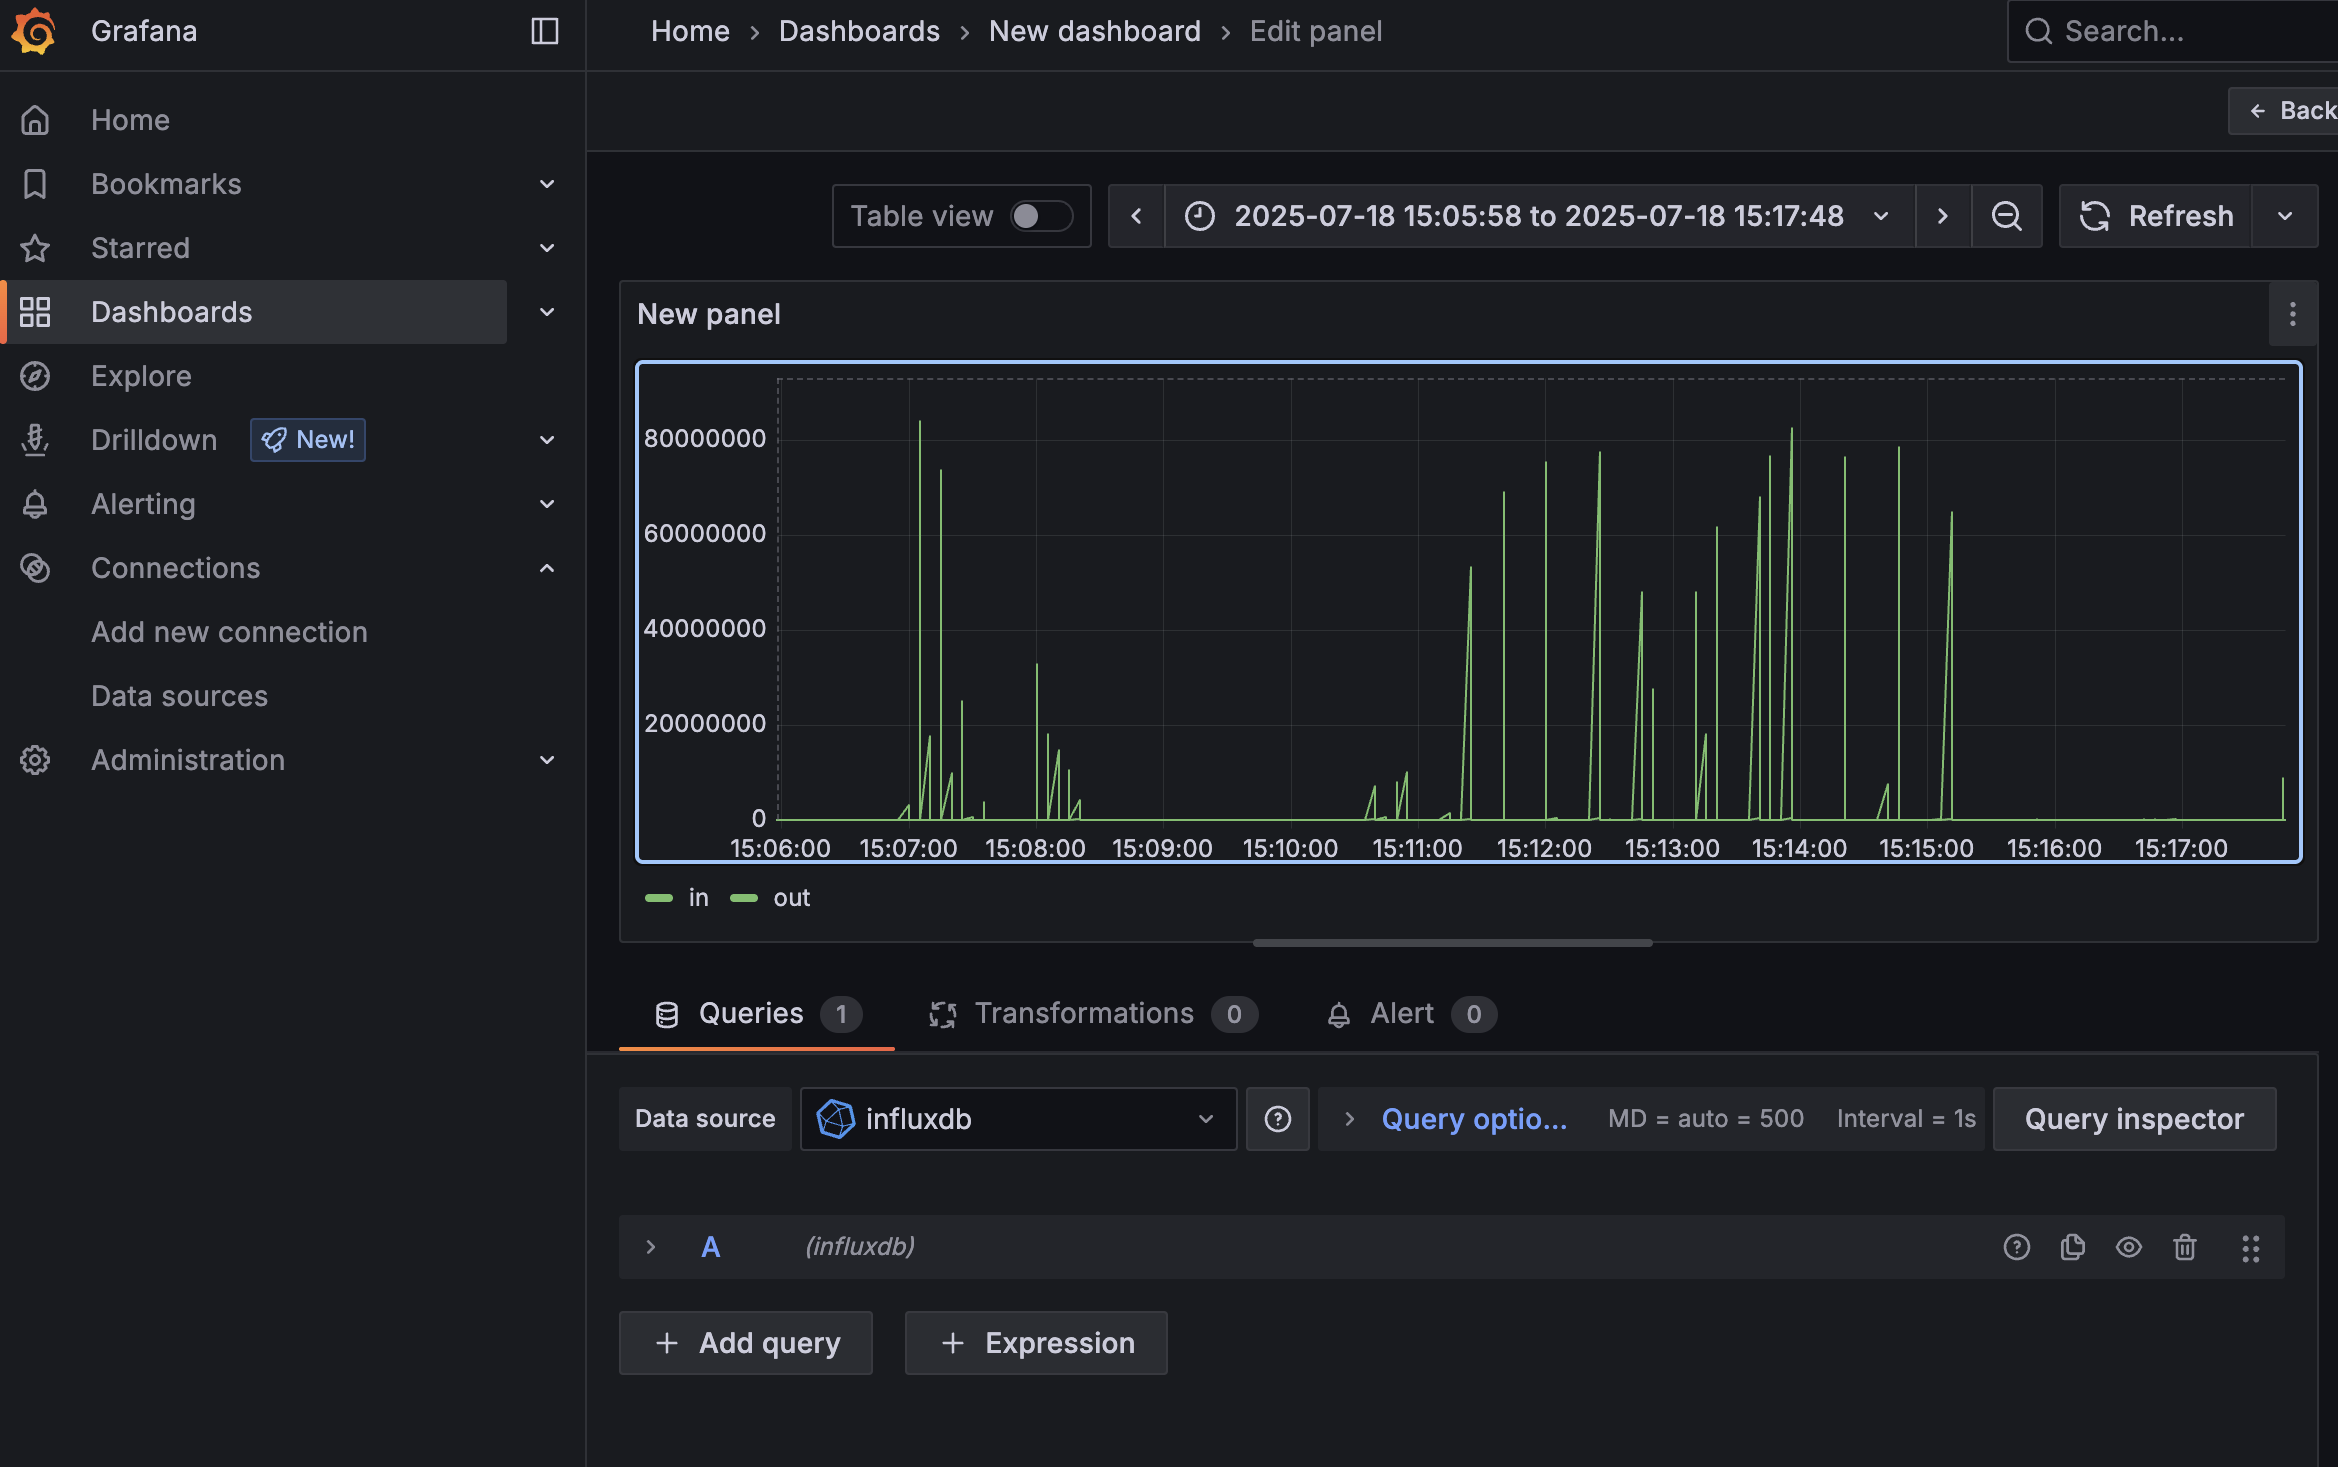 Grafana
Home › Dashboards › New dashboard › Edit panel
Search...
Home
Bookmarks
Starred
Dashboards
Explore
Drilldown New!
Alerting
Connections
Add new connection
Data sources
Administration
← Back
Table view
2025-07-18 15:05:58 to 2025-07-18 15:17:48
Refresh
New panel
80000000
60000000
40000000
20000000
0
15:06:00 15:07:00 15:08:00 15:09:00 15:10:00 15:11:00 15:12:00 15:13:00 15:14:00 15:15:00 15:16:00 15:17:00
in out
Queries 1 Transformations 0 Alert 0
Data source influxdb Query optio... MD = auto = 500 Interval = 1s Query inspector
A (influxdb)
+ Add query + Expression